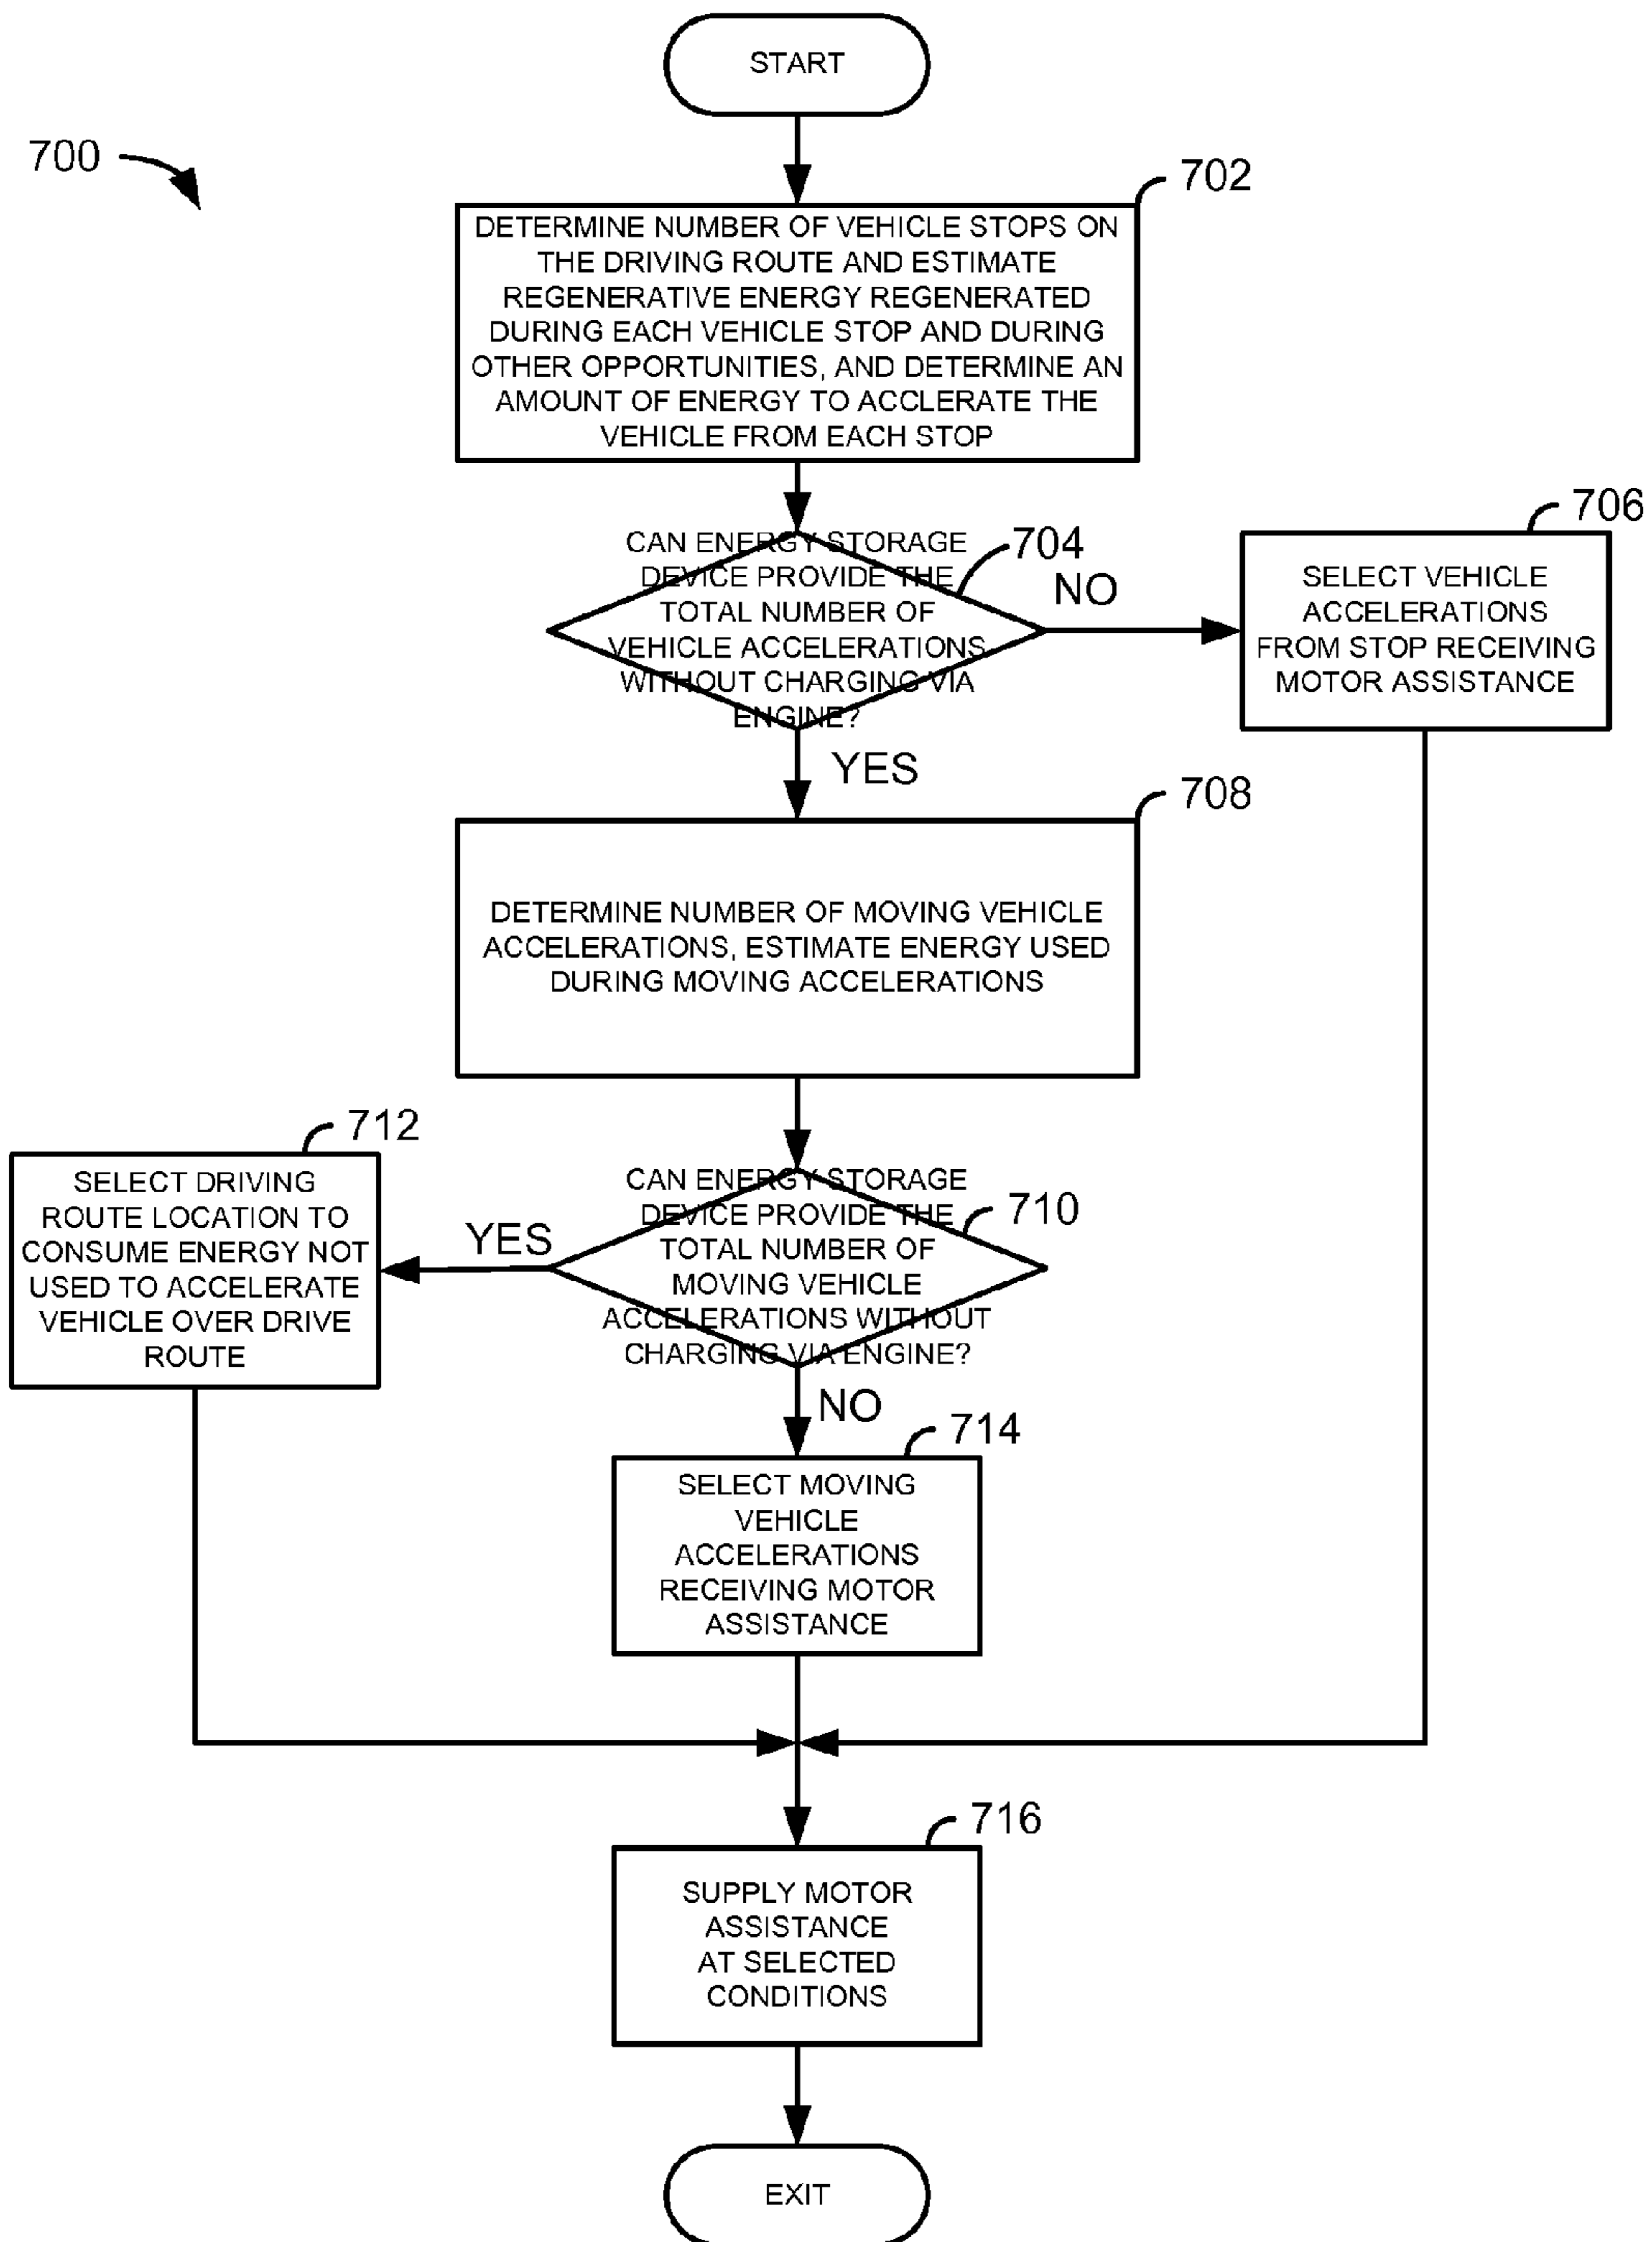 START
700
702
DETERMINE NUMBER OF VEHICLE STOPS ON
THE DRIVING ROUTE AND ESTIMATE
REGENERATIVE ENERGY REGENERATED
DURING EACH VEHICLE STOP AND DURING
OTHER OPPORTUNITIES, AND DETERMINE AN
AMOUNT OF ENERGY TO ACCLERATE THE
VEHICLE FROM EACH STOP
704
CAN ENERGY STORAGE
DEVICE PROVIDE THE
TOTAL NUMBER OF
VEHICLE ACCELERATIONS
WITHOUT CHARGING VIA
ENGINE?
NO
706
SELECT VEHICLE
ACCELERATIONS
FROM STOP RECEIVING
MOTOR ASSISTANCE
YES
708
DETERMINE NUMBER OF MOVING VEHICLE
ACCELERATIONS, ESTIMATE ENERGY USED
DURING MOVING ACCELERATIONS
712
SELECT DRIVING
ROUTE LOCATION TO
CONSUME ENERGY NOT
USED TO ACCELERATE
VEHICLE OVER DRIVE
ROUTE
YES
710
CAN ENERGY STORAGE
DEVICE PROVIDE THE
TOTAL NUMBER OF
MOVING VEHICLE
ACCELERATIONS WITHOUT
CHARGING VIA ENGINE?
NO
714
SELECT MOVING
VEHICLE
ACCELERATIONS
RECEIVING MOTOR
ASSISTANCE
716
SUPPLY MOTOR
ASSISTANCE
AT SELECTED
CONDITIONS
EXIT